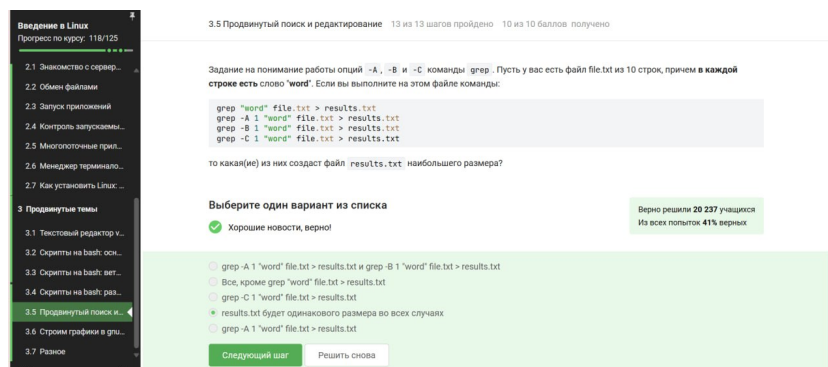 Введение в Linux
Прогресс по курсу: 118/125
2.1 Знакомство с сервер...
2.2 Обмен файлами
2.3 Запуск приложений
2.4 Контроль запускаемы...
2.5 Многопоточные прил...
2.6 Менеджер терминало...
2.7 Как установить Linux: ...
3 Продвинутые темы
3.1 Текстовый редактор v...
3.2 Скрипты на bash: осн...
3.3 Скрипты на bash: вет...
3.4 Скрипты на bash: раз...
3.5 Продвинутый поиск и...
3.6 Строим графики в gnu...
3.7 Разное
3.5 Продвинутый поиск и редактирование 13 из 13 шагов пройдено 10 из 10 баллов получено
Задание на понимание работы опций -A, -B и -C команды grep. Пусть у вас есть файл file.txt из 10 строк, причем в каждой
строке есть слово "word". Если вы выполните на этом файле команды:
grep "word" file.txt > results.txt
grep -A 1 "word" file.txt > results.txt
grep -B 1 "word" file.txt > results.txt
grep -C 1 "word" file.txt > results.txt
то какая(ие) из них создаст файл results.txt наибольшего размера?
Выберите один вариант из списка
Хорошие новости, верно!
Верно решили 20 237 учащихся
Из всех попыток 41% верных
grep -A 1 "word" file.txt > results.txt и grep -B 1 "word" file.txt > results.txt
Все, кроме grep "word" file.txt > results.txt
grep -C 1 "word" file.txt > results.txt
results.txt будет одинакового размера во всех случаях
grep -A 1 "word" file.txt > results.txt
Следующий шаг
Решить снова